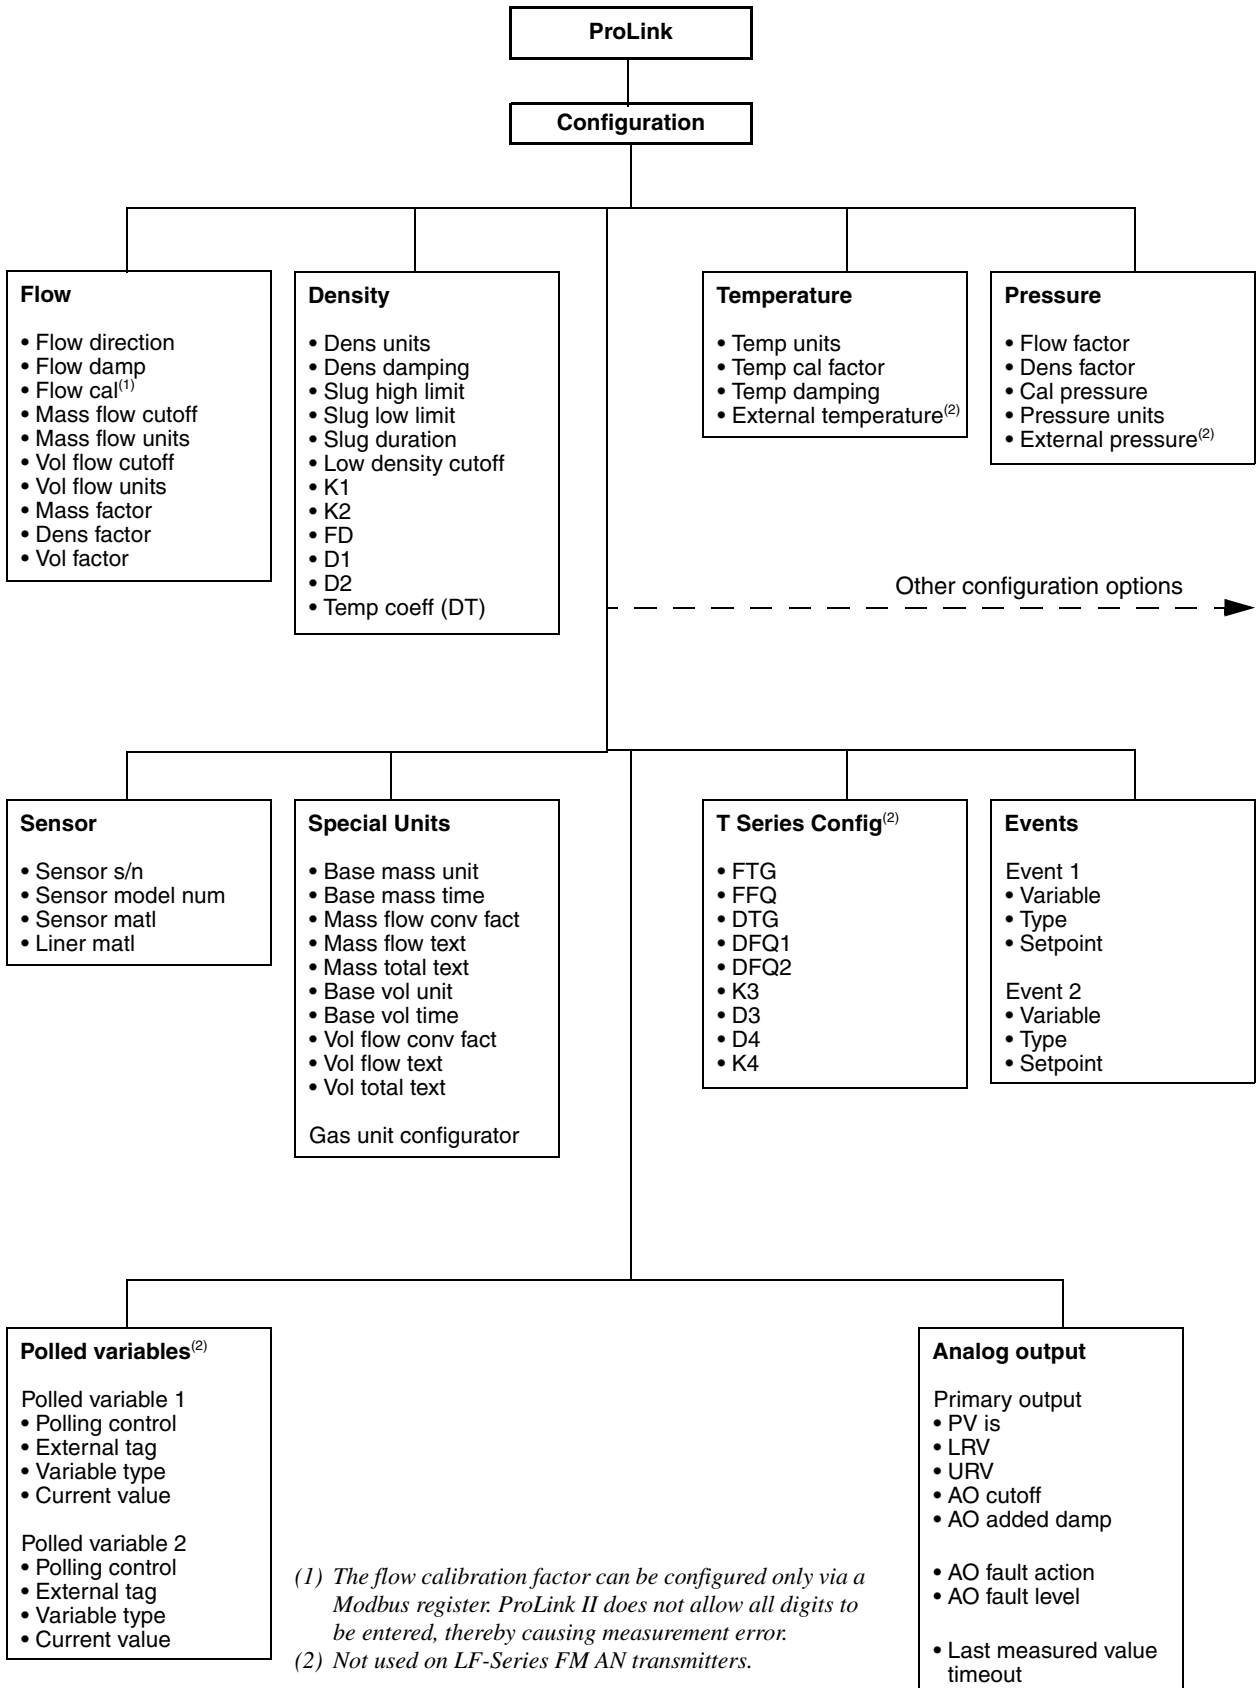 ProLink
Configuration
Flow
• Flow direction
• Flow damp
• Flow cal(1)
• Mass flow cutoff
• Mass flow units
• Vol flow cutoff
• Vol flow units
• Mass factor
• Dens factor
• Vol factor
Density
• Dens units
• Dens damping
• Slug high limit
• Slug low limit
• Slug duration
• Low density cutoff
• K1
• K2
• FD
• D1
• D2
• Temp coeff (DT)
Temperature
• Temp units
• Temp cal factor
• Temp damping
• External temperature(2)
Pressure
• Flow factor
• Dens factor
• Cal pressure
• Pressure units
• External pressure(2)
Other configuration options
Sensor
• Sensor s/n
• Sensor model num
• Sensor matl
• Liner matl
Special Units
• Base mass unit
• Base mass time
• Mass flow conv fact
• Mass flow text
• Mass total text
• Base vol unit
• Base vol time
• Vol flow conv fact
• Vol flow text
• Vol total text
Gas unit configurator
T Series Config(2)
• FTG
• FFQ
• DTG
• DFQ1
• DFQ2
• K3
• D3
• D4
• K4
Events
Event 1
• Variable
• Type
• Setpoint
Event 2
• Variable
• Type
• Setpoint
Polled variables(2)
Polled variable 1
• Polling control
• External tag
• Variable type
• Current value
Polled variable 2
• Polling control
• External tag
• Variable type
• Current value
(1) The flow calibration factor can be configured only via a
Modbus register. ProLink II does not allow all digits to
be entered, thereby causing measurement error.
(2) Not used on LF-Series FM AN transmitters.
Analog output
Primary output
• PV is
• LRV
• URV
• AO cutoff
• AO added damp
• AO fault action
• AO fault level
• Last measured value
timeout